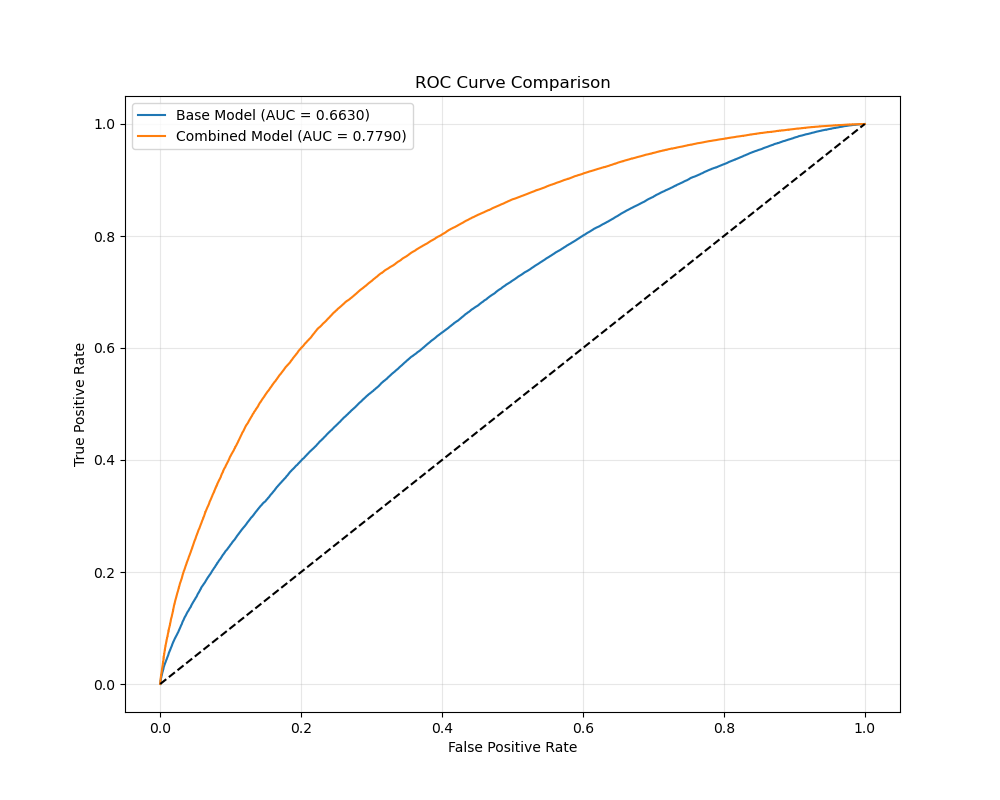 ROC Curve Comparison
Base Model (AUC = 0.6630)
Combined Model (AUC = 0.7790)
1.0
0.8
0.6
0.4
0.2
0.0
True Positive Rate
0.0 0.2 0.4 0.6 0.8 1.0
False Positive Rate